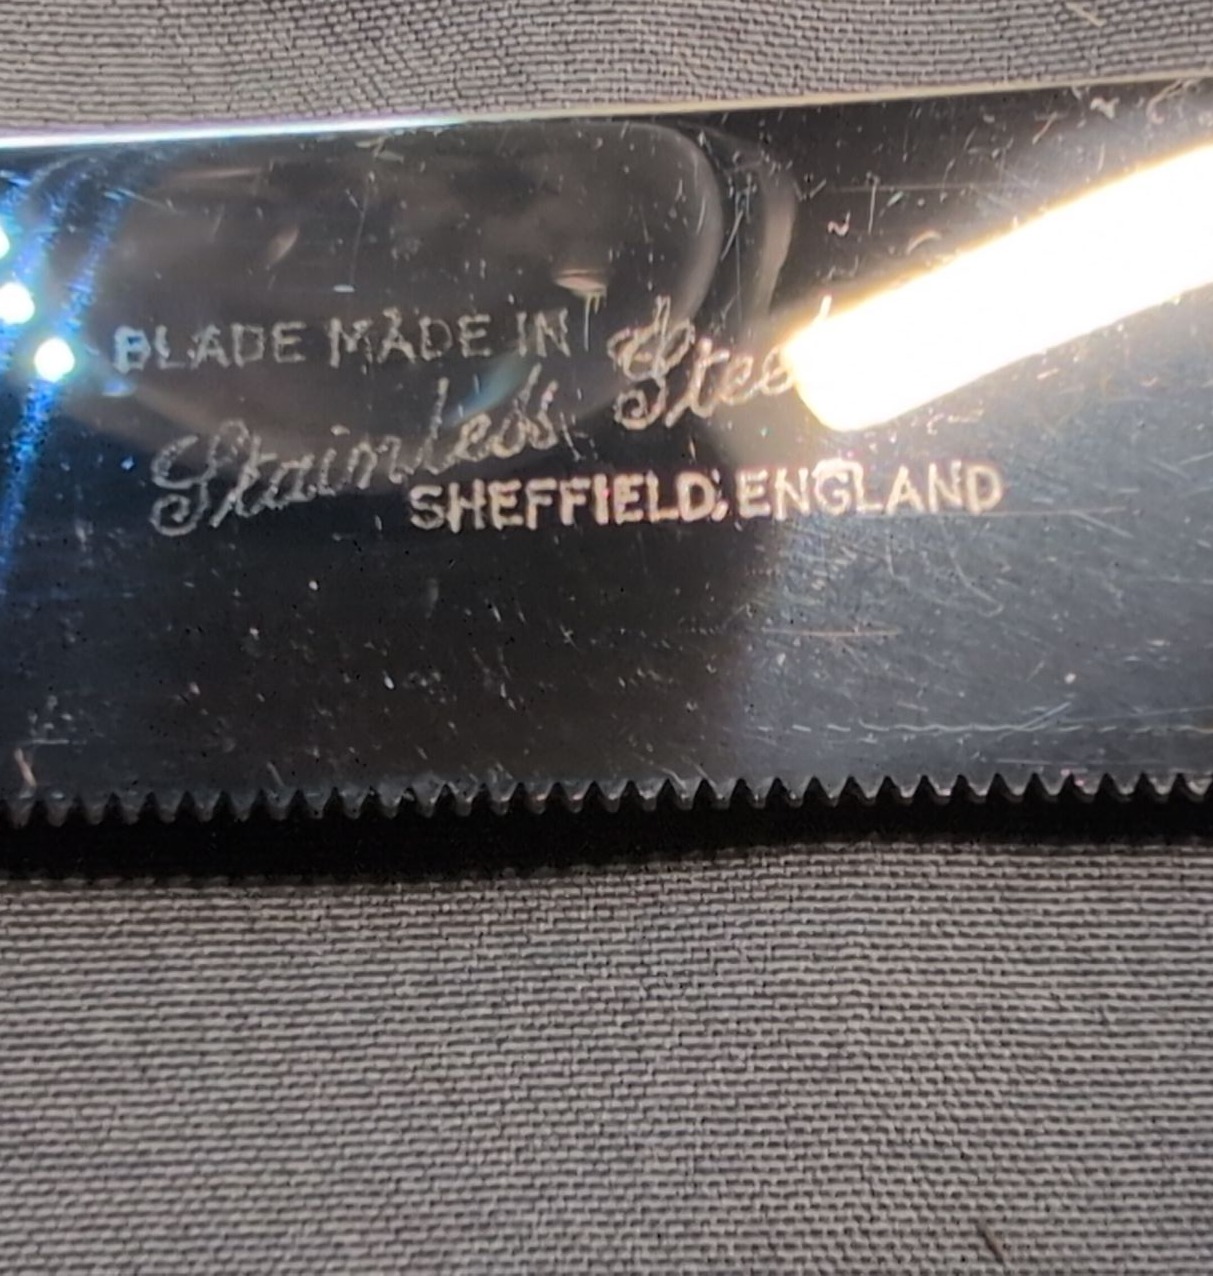 BLADE MADE IN
Stainless Steel
SHEFFIELD, ENGLAND